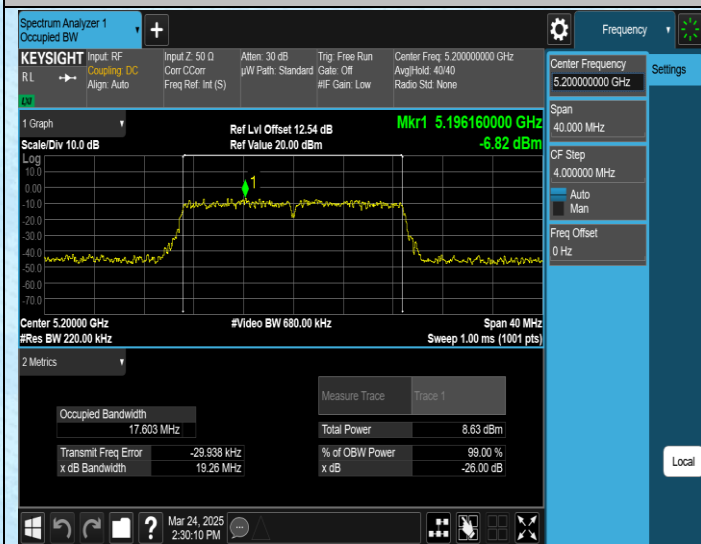 Spectrum Analyzer 1
Occupied BW
Frequency
KEYSIGHT
R L
LM
Input: RF
Coupling: DC
Align: Auto
Input Z: 50 Ω
Corr CCorr
Freq Ref: Int (S)
Atten: 30 dB
µW Path: Standard
Trig: Free Run
Gate: Off
#IF Gain: Low
Center Freq: 5.200000000 GHz
Avg|Hold: 40/40
Radio Std: None
Center Frequency
5.200000000 GHz
Settings
Span
40.000 MHz
CF Step
4.000000 MHz
Auto
Man
Freq Offset
0 Hz
1 Graph
Scale/Div 10.0 dB
Ref Lvl Offset 12.54 dB
Ref Value 20.00 dBm
Mkr1 5.196160000 GHz
-6.82 dBm
Log
10.0
0.00
-10.0
-20.0
-30.0
-40.0
-50.0
-60.0
-70.0
1
Center 5.20000 GHz
#Res BW 220.00 kHz
#Video BW 680.00 kHz
Span 40 MHz
Sweep 1.00 ms (1001 pts)
2 Metrics
Measure Trace
Trace 1
Occupied Bandwidth
17.603 MHz
Total Power
8.63 dBm
Transmit Freq Error
-29.938 kHz
% of OBW Power
99.00 %
x dB Bandwidth
19.26 MHz
x dB
-26.00 dB
Local
Mar 24, 2025
2:30:10 PM